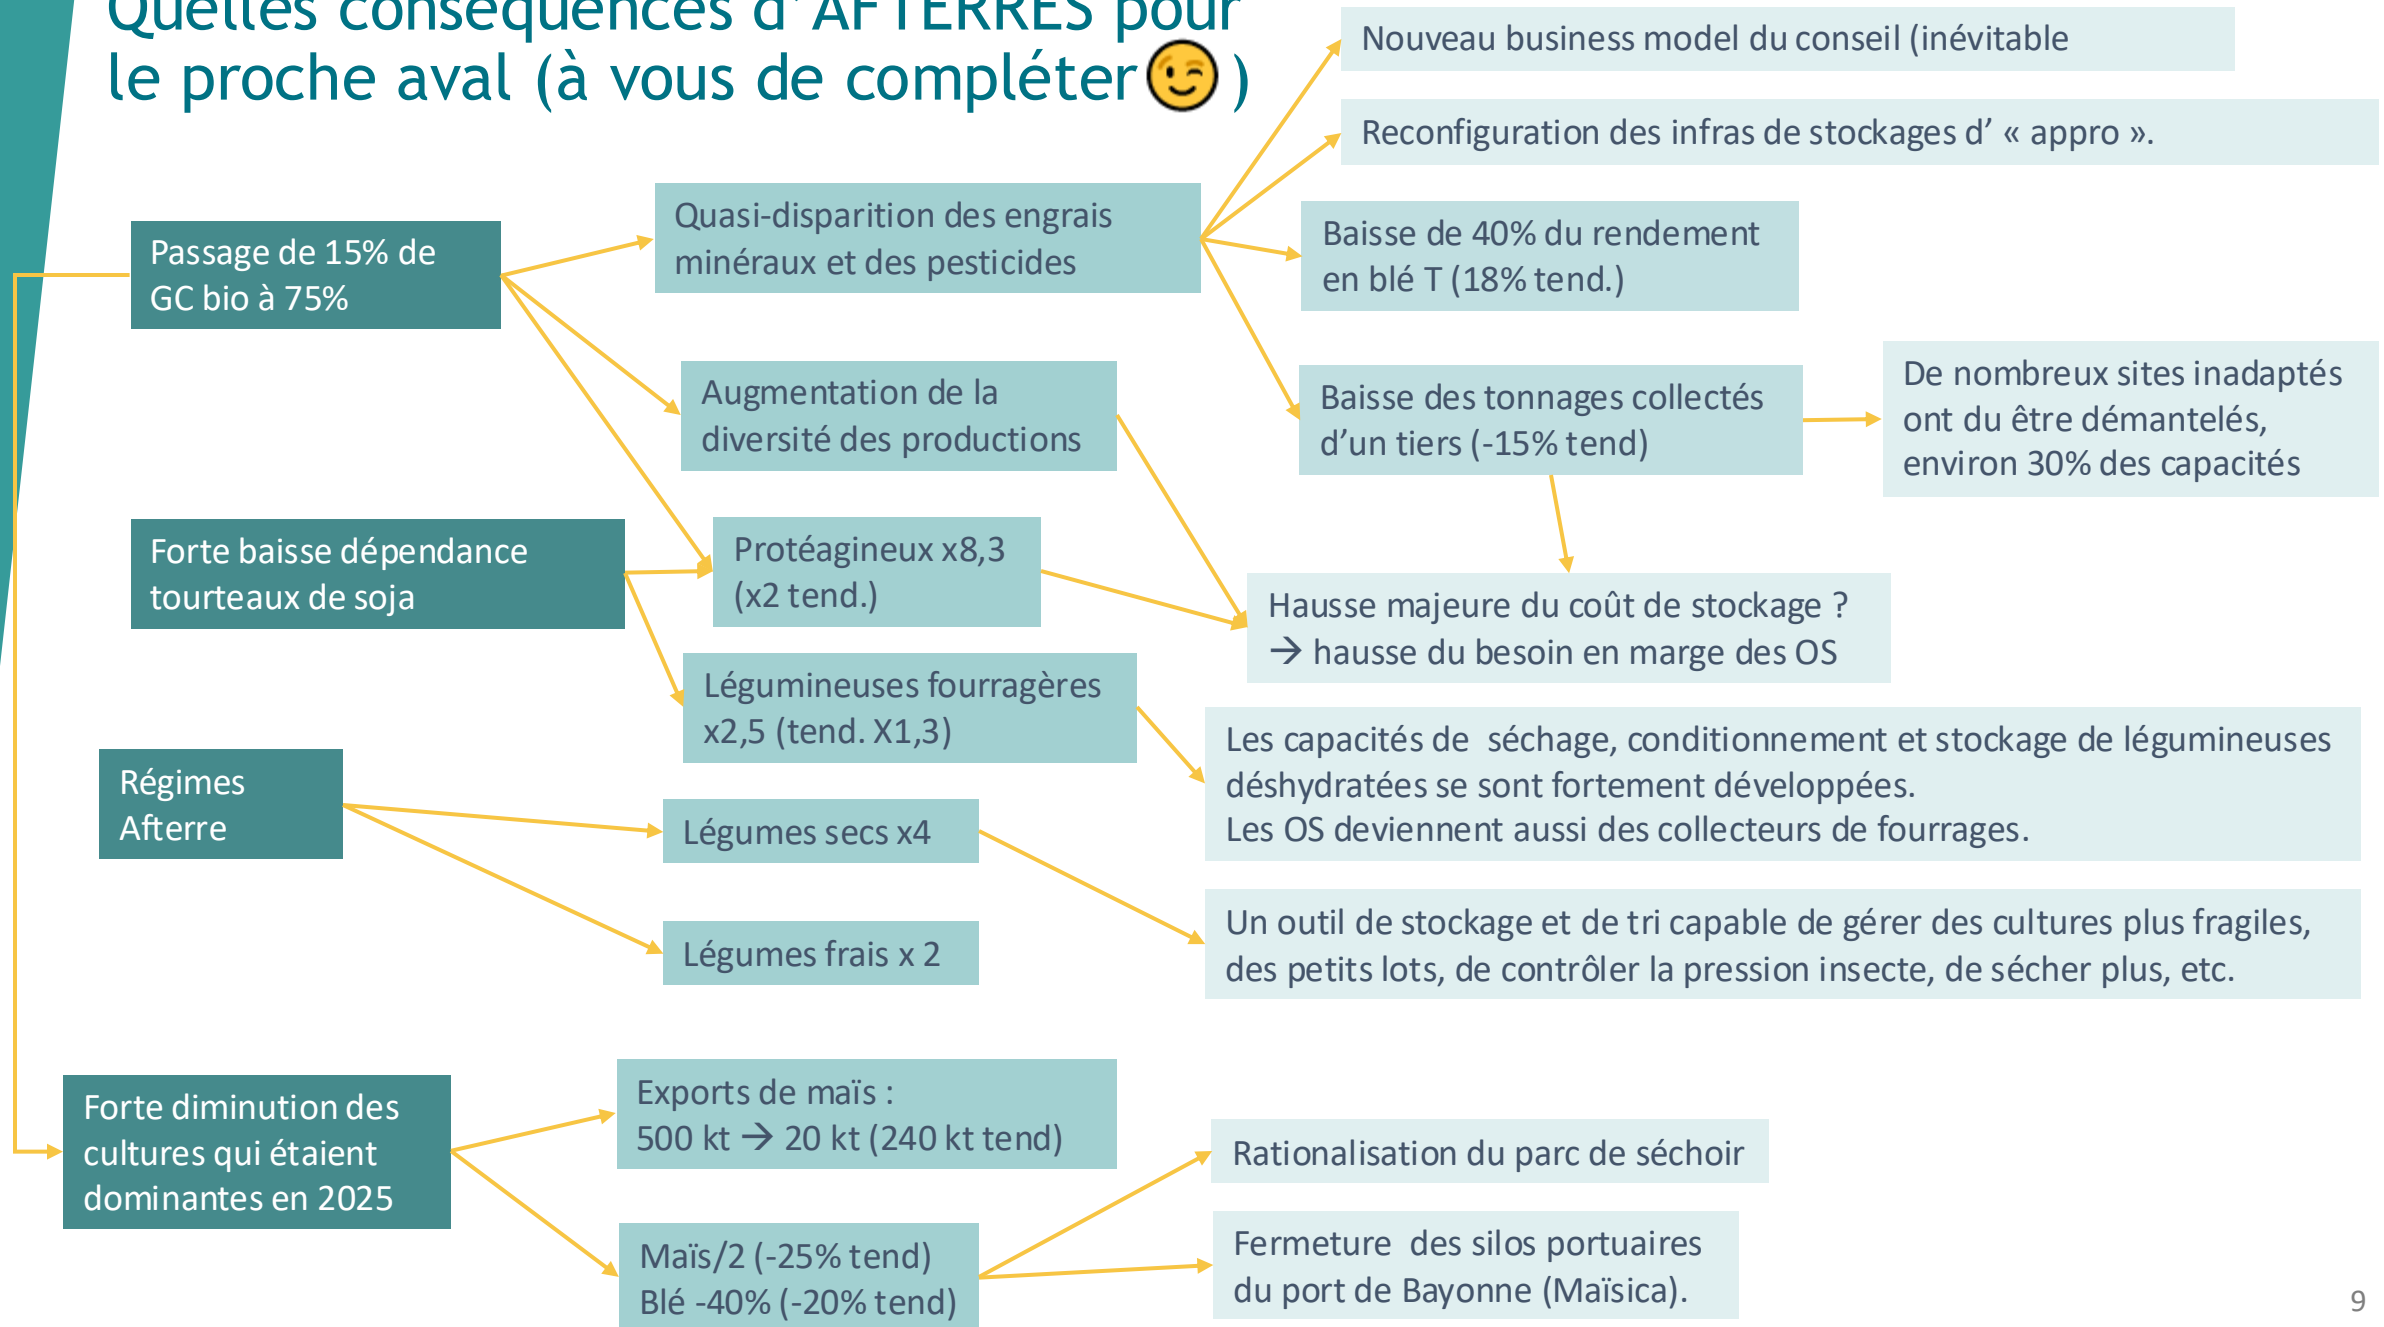 Quelles conséquences d’AFTERRES pour
le proche aval (à vous de compléter😉)
Nouveau business model du conseil (inévitable
Reconfiguration des infras de stockages d’ « appro ».
Passage de 15% de
GC bio à 75%
Quasi-disparition des engrais
minéraux et des pesticides
Baisse de 40% du rendement
en blé T (18% tend.)
Augmentation de la
diversité des productions
Baisse des tonnages collectés
d’un tiers (-15% tend)
De nombreux sites inadaptés
ont du être démantelés,
environ 30% des capacités
Forte baisse dépendance
tourteaux de soja
Protéagineux x8,3
(x2 tend.)
Hausse majeure du coût de stockage ?
→ hausse du besoin en marge des OS
Légumineuses fourragères
x2,5 (tend. X1,3)
Les capacités de séchage, conditionnement et stockage de légumineuses
déshydratées se sont fortement développées.
Les OS deviennent aussi des collecteurs de fourrages.
Régimes
Afterre
Légumes secs x4
Légumes frais x 2
Un outil de stockage et de tri capable de gérer des cultures plus fragiles,
des petits lots, de contrôler la pression insecte, de sécher plus, etc.
Forte diminution des
cultures qui étaient
dominantes en 2025
Exports de maïs :
500 kt → 20 kt (240 kt tend)
Maïs/2 (-25% tend)
Blé -40% (-20% tend)
Rationalisation du parc de séchoir
Fermeture des silos portuaires
du port de Bayonne (Maïsica).
9